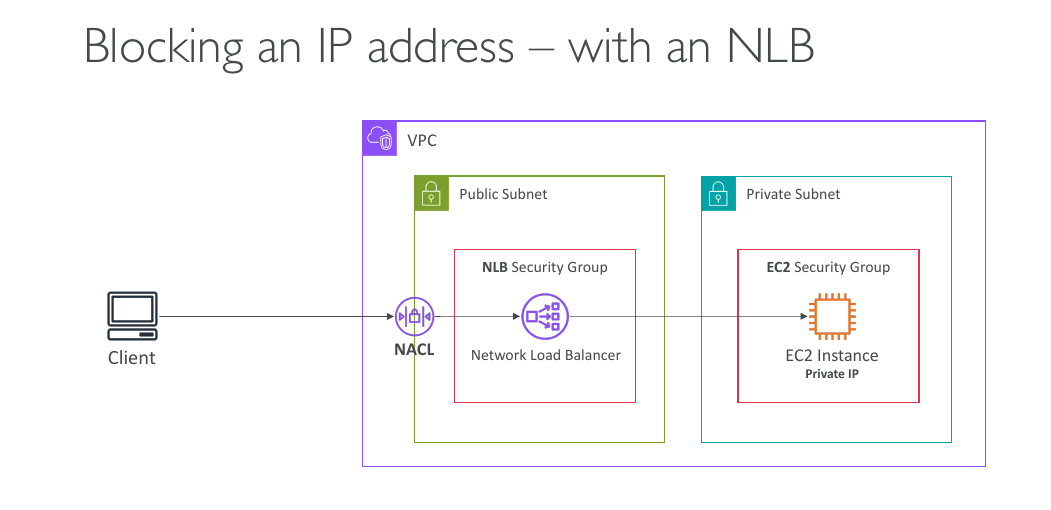 Blocking an IP address – with an NLB
VPC
Public Subnet
Private Subnet
NLB Security Group
EC2 Security Group
Client
NACL
Network Load Balancer
EC2 Instance
Private IP